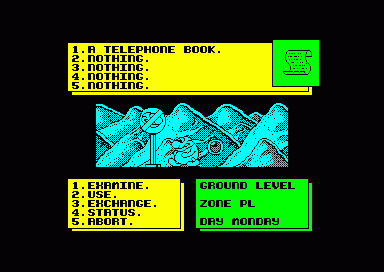 1.A TELEPHONE BOOK.
2.NOTHING.
3.NOTHING.
4.NOTHING.
5.NOTHING.
1.EXAMINE.
2.USE.
3.EXCHANGE.
4.STATUS.
5.ABORT.
GROUND LEVEL
ZONE PL
DAY MONDAY